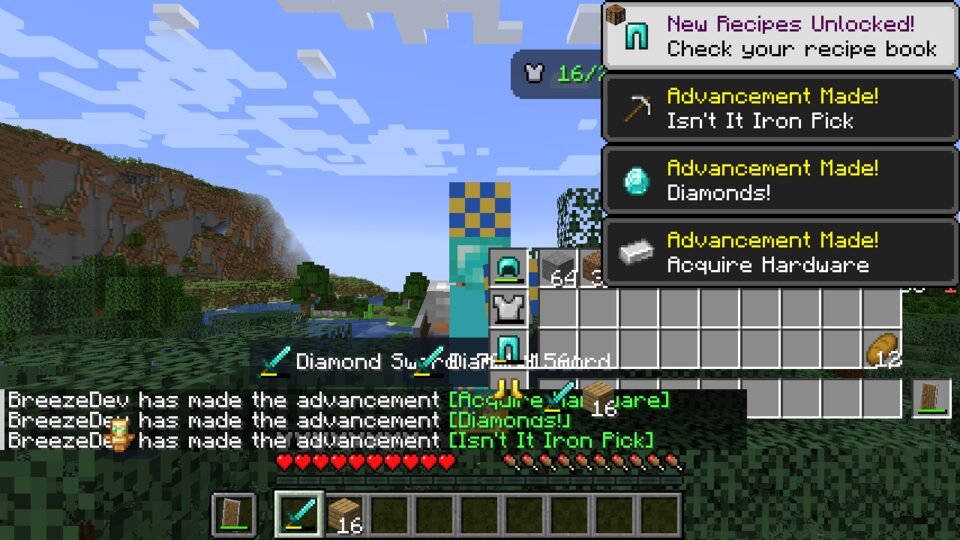 New Recipes Unlocked!
Check your recipe book
16/
Advancement Made!
Isn't It Iron Pick
Advancement Made!
Diamonds!
Advancement Made!
Acquire Hardware
64
12
Diamond
BreezeDev has made the advancement [Acquire Hardware]
16
BreezeDev has made the advancement [Diamonds!]
BreezeDev has made the advancement [Isn't It Iron Pick]
16